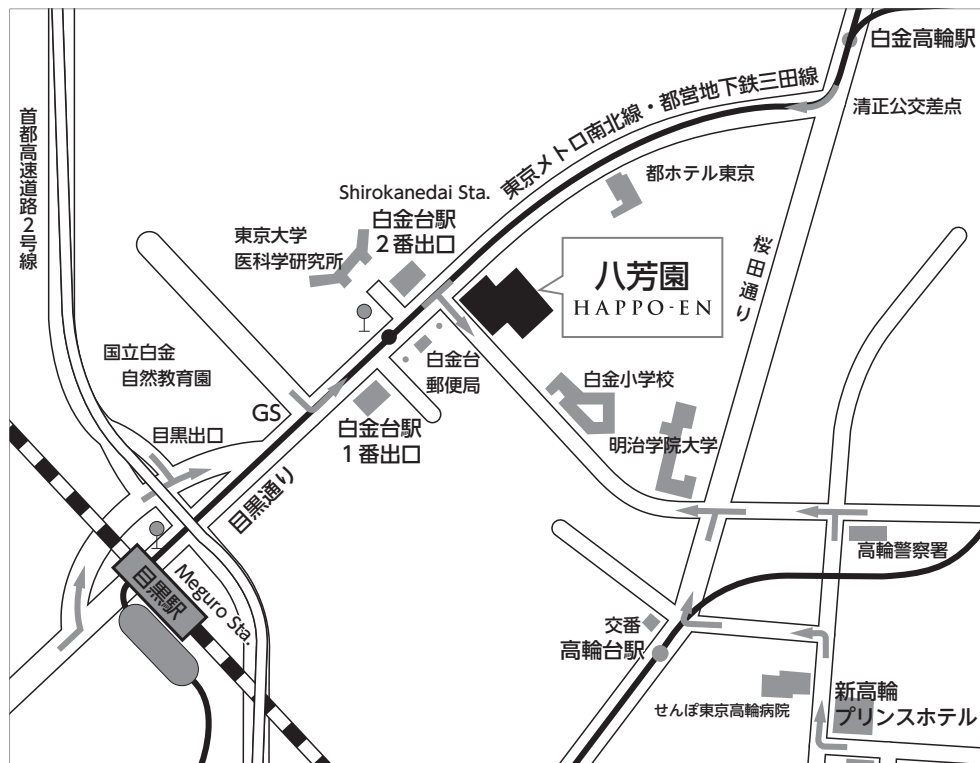 白金高輪駅
清正公交差点
東京メトロ南北線・都営地下鉄三田線
首都高速道路2号線
都ホテル東京
Shirokanedai Sta.
白金台駅
2番出口
東京大学
医科学研究所
桜田通り
八芳園
HAPPO-EN
国立白金
自然教育園
白金台
郵便局
白金小学校
GS
白金台駅
1番出口
目黒出口
明治学院大学
目黒通り
高輪警察署
目黒駅
Meguro Sta.
交番
高輪台駅
せんぽ東京高輪病院
新高輪
プリンスホテル